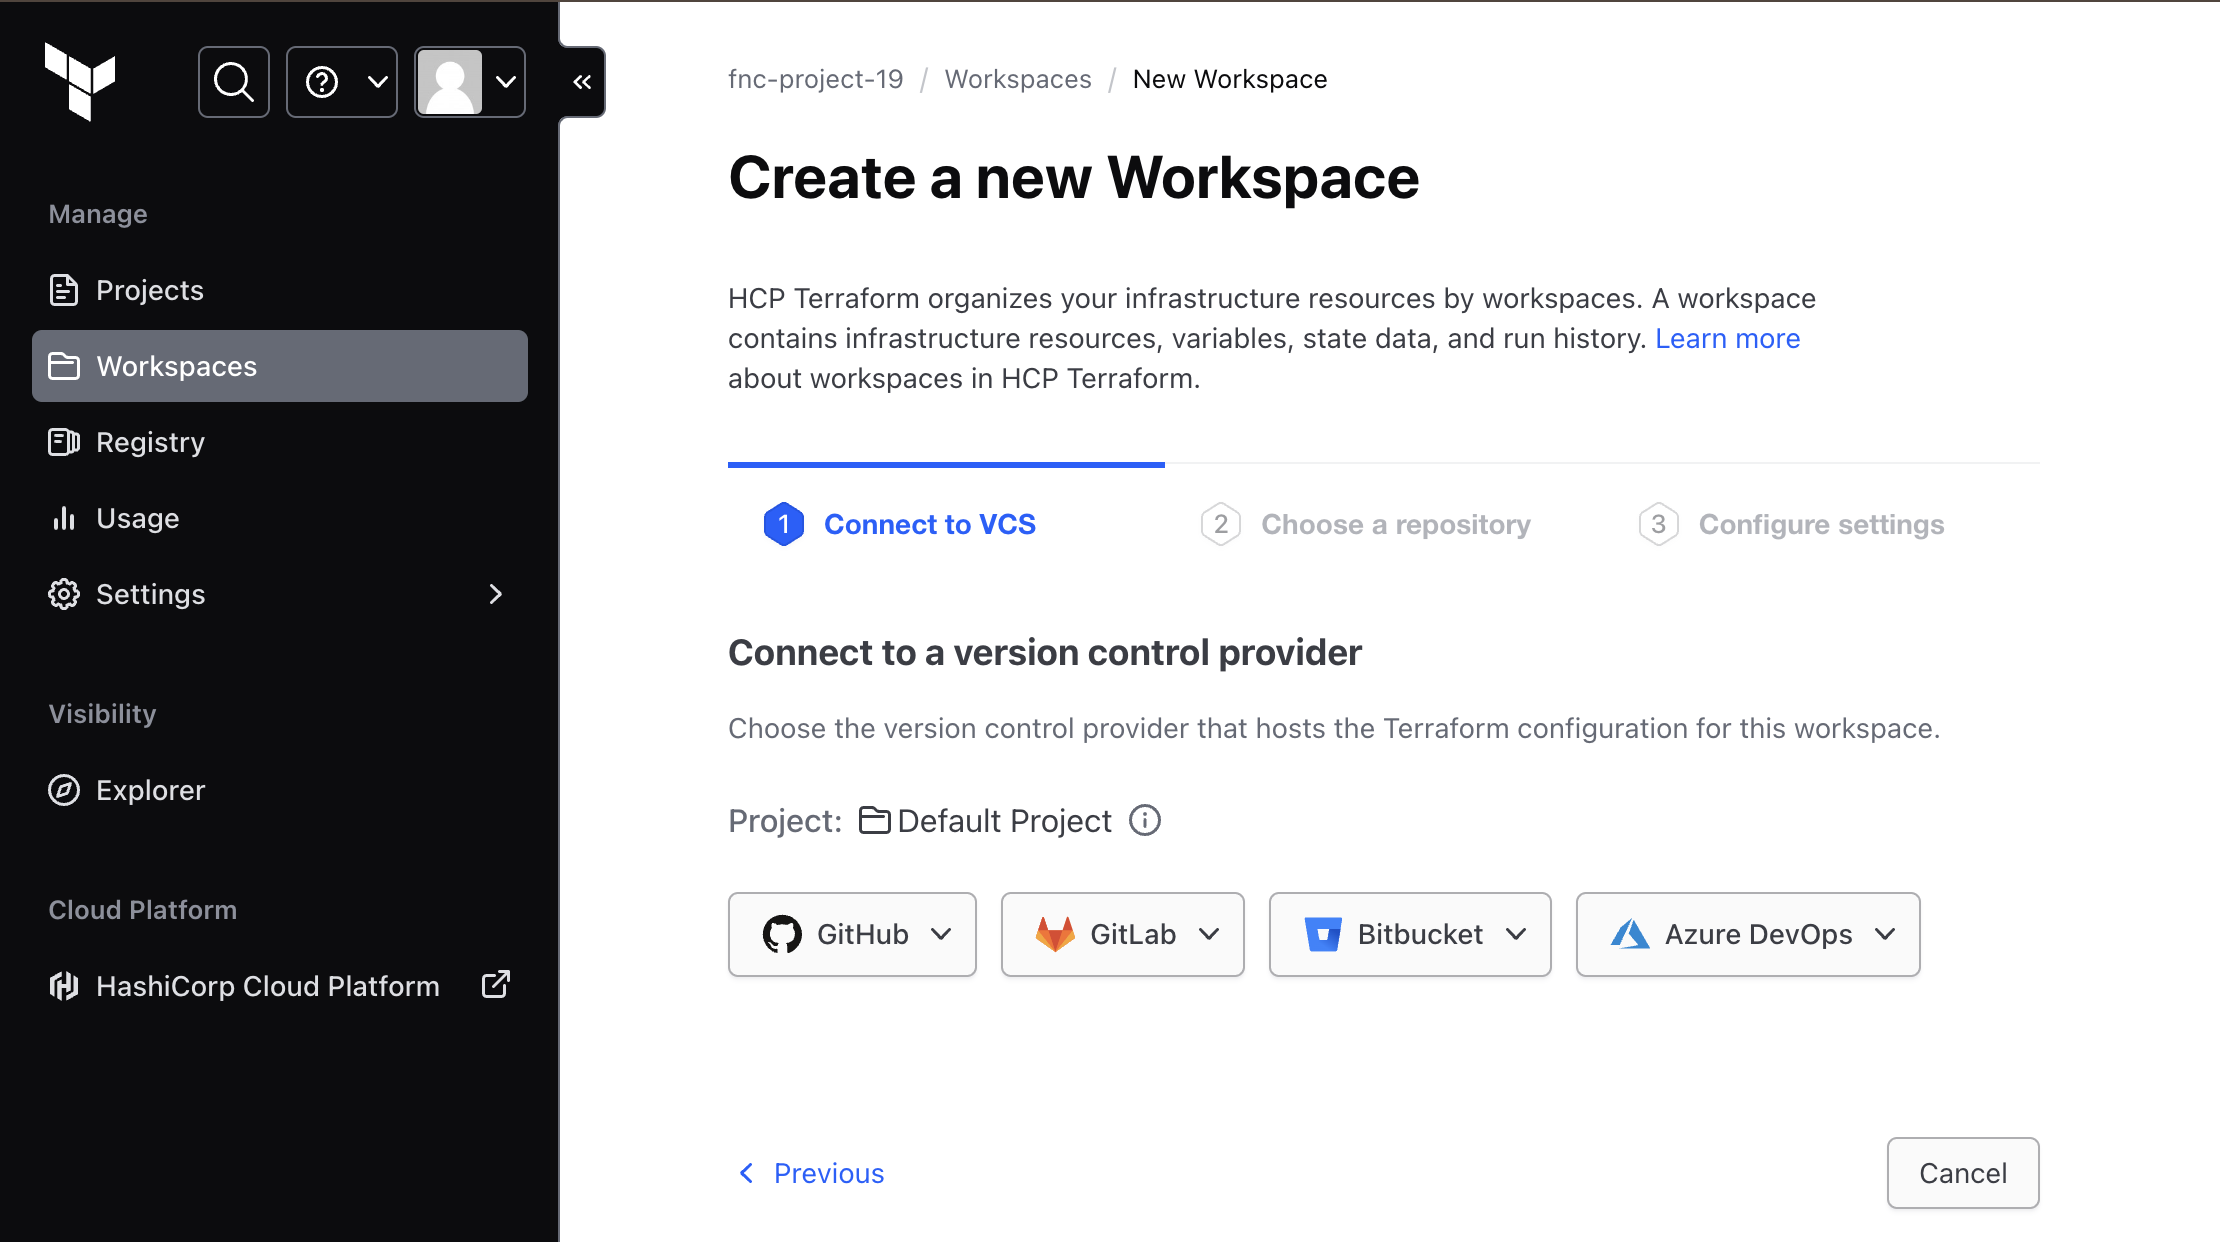 Manage
Projects
Workspaces
Registry
Usage
Settings
Visibility
Explorer
Cloud Platform
HashiCorp Cloud Platform
fnc-project-19 / Workspaces / New Workspace
Create a new Workspace
HCP Terraform organizes your infrastructure resources by workspaces. A workspace
contains infrastructure resources, variables, state data, and run history. Learn more
about workspaces in HCP Terraform.
1 Connect to VCS
2 Choose a repository
3 Configure settings
Connect to a version control provider
Choose the version control provider that hosts the Terraform configuration for this workspace.
Project: Default Project
GitHub
GitLab
Bitbucket
Azure DevOps
Previous
Cancel